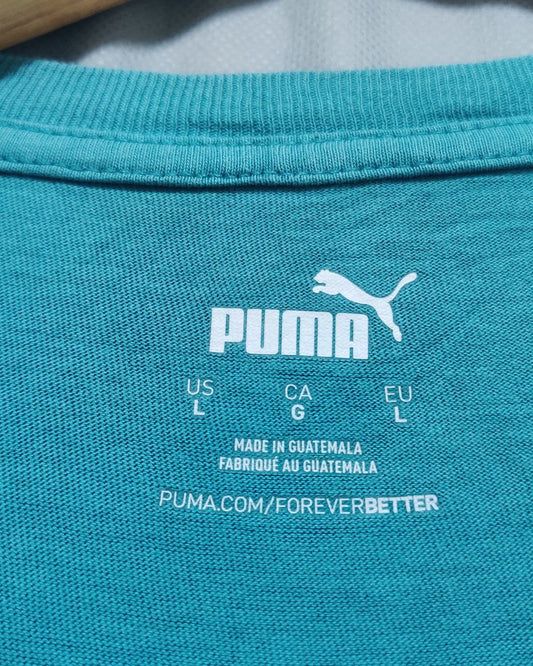 PUMA
US CA EU
L G L
MADE IN GUATEMALA
FABRIQUÉ AU GUATEMALA
PUMA.COM/FOREVERBETTER